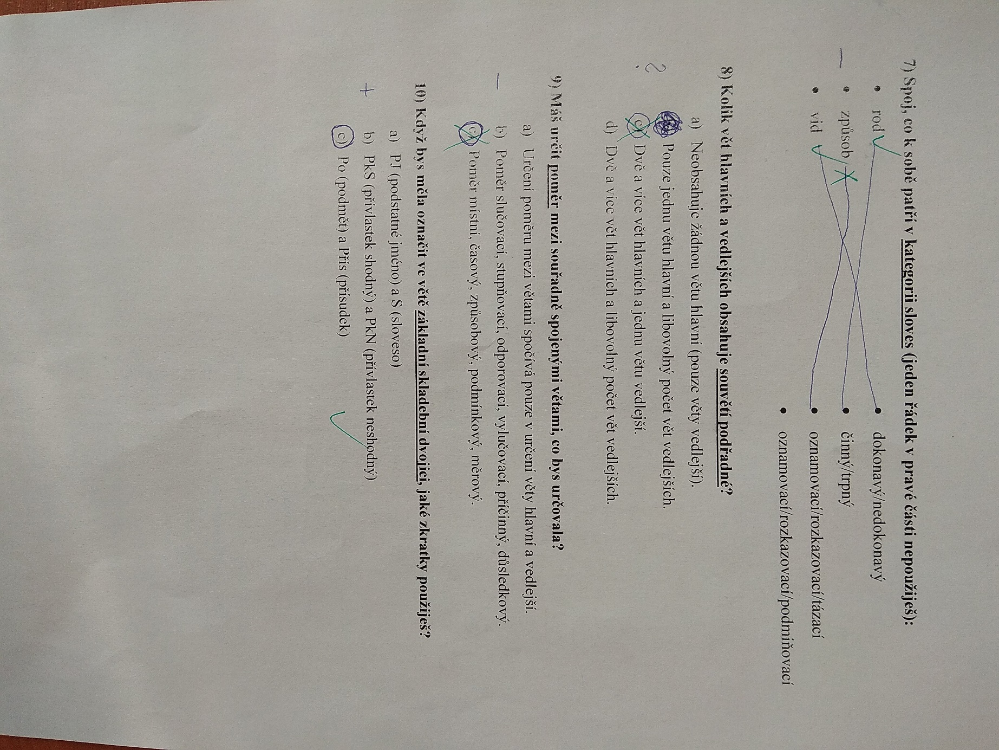 7) Spoj, co k sobě patří v kategorii sloves (jeden řádek v pravé části nepoužiješ):
• rod • dokonavý/nedokonavý
– • způsob • činný/trpný
• vid • oznamovací/rozkazovací/tázací
• oznamovací/rozkazovací/podmiňovací
8) Kolik vět hlavních a vedlejších obsahuje souvětí podřadné?
a) Neobsahuje žádnou větu hlavní (pouze věty vedlejší).
Pouze jednu větu hlavní a libovolný počet vět vedlejších.
? c) Dvě a více vět hlavních a jednu větu vedlejší.
d) Dvě a více vět hlavních a libovolný počet vět vedlejších.
9) Máš určit poměr mezi souřadně spojenými větami, co bys určovala?
a) Určení poměru mezi větami spočívá pouze v určení věty hlavní a vedlejší.
– b) Poměr slučovací, stupňovací, odporovací, vylučovací, příčinný, důsledkový.
c) Poměr místní, časový, způsobový, podmínkový, měrový.
10) Když bys měla označit ve větě základní skladební dvojici, jaké zkratky použiješ?
a) PJ (podstatné jméno) a S (sloveso)
+ b) PkS (přívlastek shodný) a PkN (přívlastek neshodný)
c) Po (podmět) a Přís (přísudek)